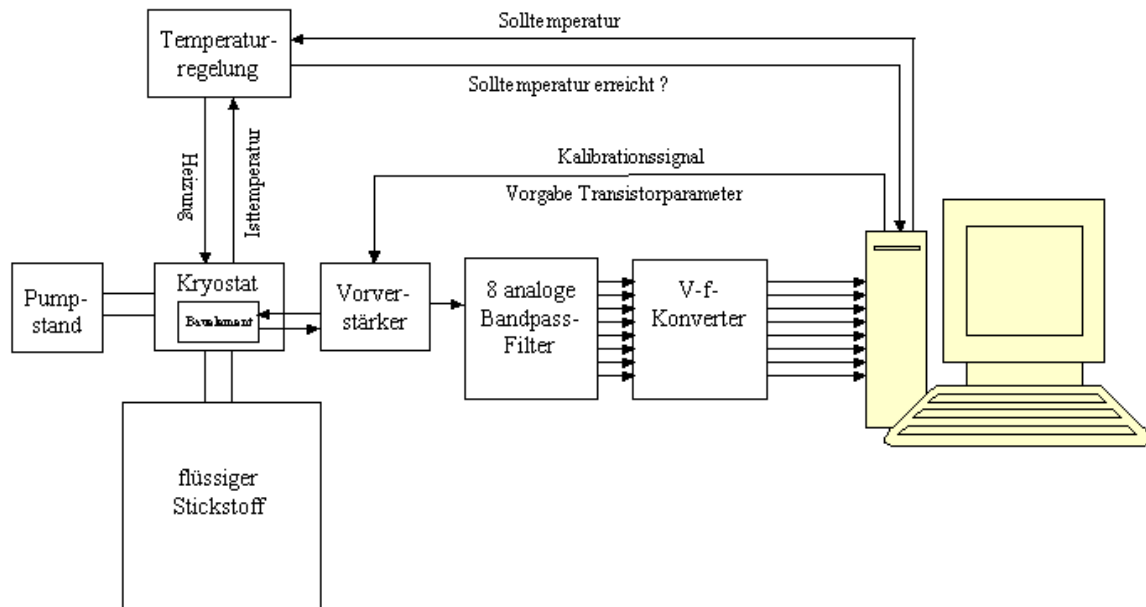 Solltemperatur
Temperatur-
regelung
Solltemperatur erreicht ?
Heizung
Isttemperatur
Kalibrationssignal
Vorgabe Transistorparameter
Pump-
stand
Kryostat
Bauelement
Vorver-
stärker
8 analoge
Bandpass-
Filter
V-f-
Konverter
flüssiger
Stickstoff